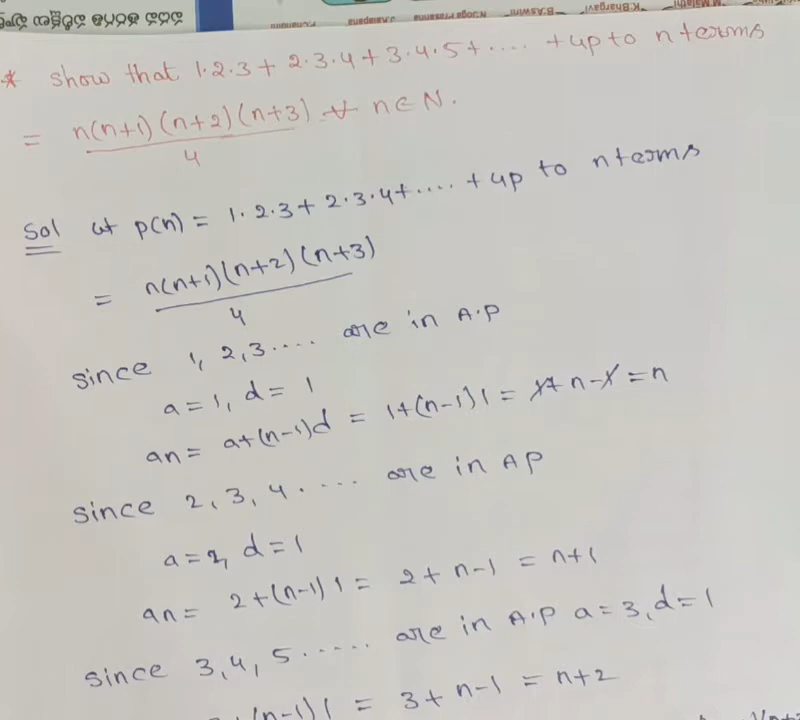 * show that 1.2.3 + 2.3.4 + 3.4.5 + .... + up to n terms
= n(n+1)(n+2)(n+3)/4 ∀ n∈N.
Sol let p(n) = 1.2.3 + 2.3.4 + .... + up to n terms
= n(n+1)(n+2)(n+3)/4
since 1, 2, 3 .... are in A.P
a = 1, d = 1
an = a+(n-1)d = 1+(n-1)1 = 1+n-1 = n
since 2, 3, 4 .... are in AP
a = 2, d = 1
an = 2+(n-1)1 = 2+n-1 = n+1
since 3, 4, 5 ..... are in A.P a = 3, d = 1
(n-1)1 = 3+n-1 = n+2